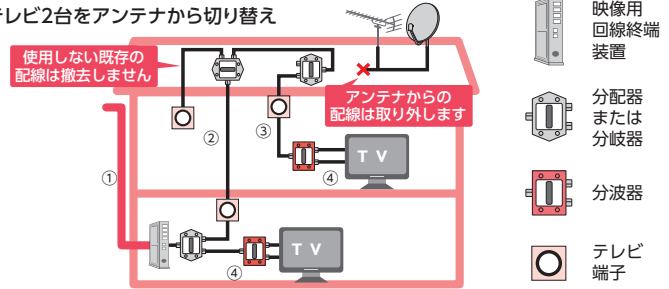 テレビ2台をアンテナから切り替え
使用しない既存の
配線は撤去しません
アンテナからの
配線は取り外します
①
②
③
④
TV
④
TV
映像用
回線終端
装置
分配器
または
分岐器
分波器
テレビ
端子